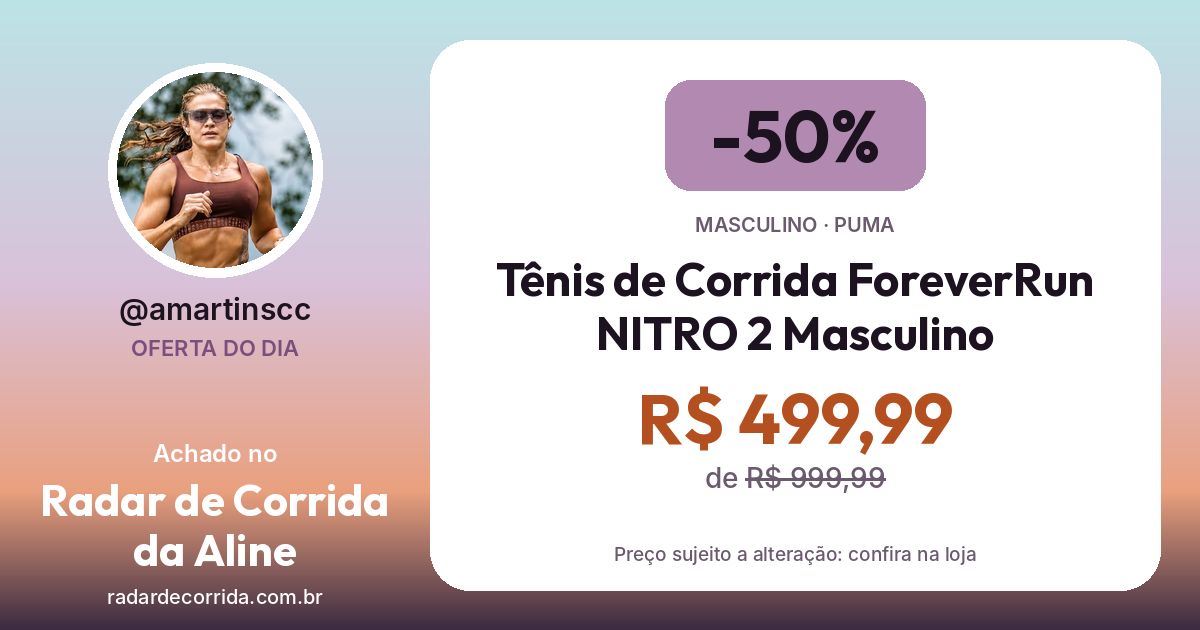 @amartinscc
OFERTA DO DIA
Achado no
Radar de Corrida
da Aline
radardecorrida.com.br
-50%
MASCULINO · PUMA
Tênis de Corrida ForeverRun
NITRO 2 Masculino
R$ 499,99
de R$ 999,99
Preço sujeito a alteração: confira na loja